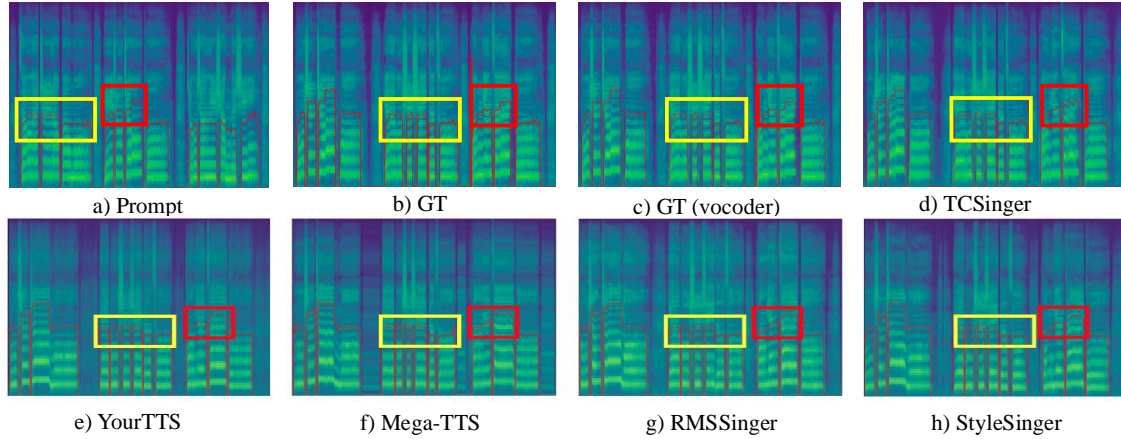 a) Prompt
b) GT
c) GT (vocoder)
d) TCSinger
e) YourTTS
f) Mega-TTS
g) RMSSinger
h) StyleSinger